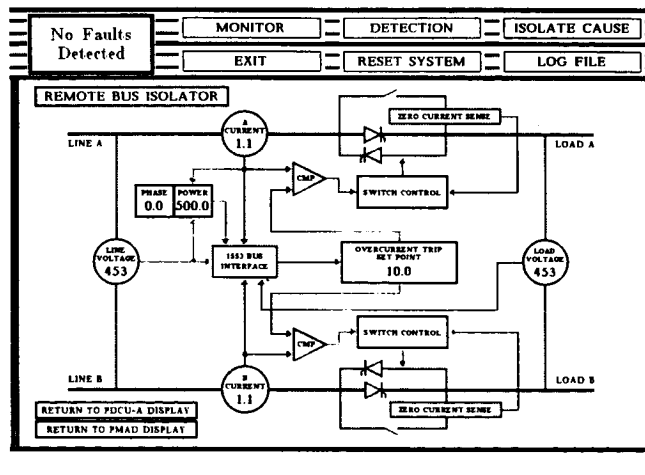 No Faults
Detected
MONITOR
DETECTION
ISOLATE CAUSE
EXIT
RESET SYSTEM
LOG FILE
REMOTE BUS ISOLATOR
A
CURRENT
1.1
ZERO CURRENT SENSE
LINE A
LOAD A
CMP
SWITCH CONTROL
PHASE
0.0
POWER
500.0
LINE
VOLTAGE
453
1553 BUS
INTERFACE
OVERCURRENT TRIP
SET POINT
10.0
LOAD
VOLTAGE
453
SWITCH CONTROL
CMP
LINE B
B
CURRENT
1.1
LOAD B
ZERO CURRENT SENSE
RETURN TO PDCU-A DISPLAY
RETURN TO PMAD DISPLAY